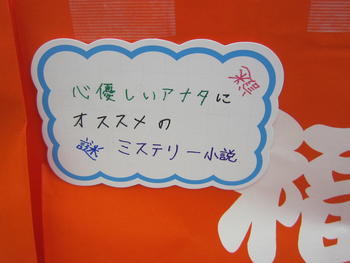 謎
心優しいアナタに
オススメの
謎 ミステリー小説
福